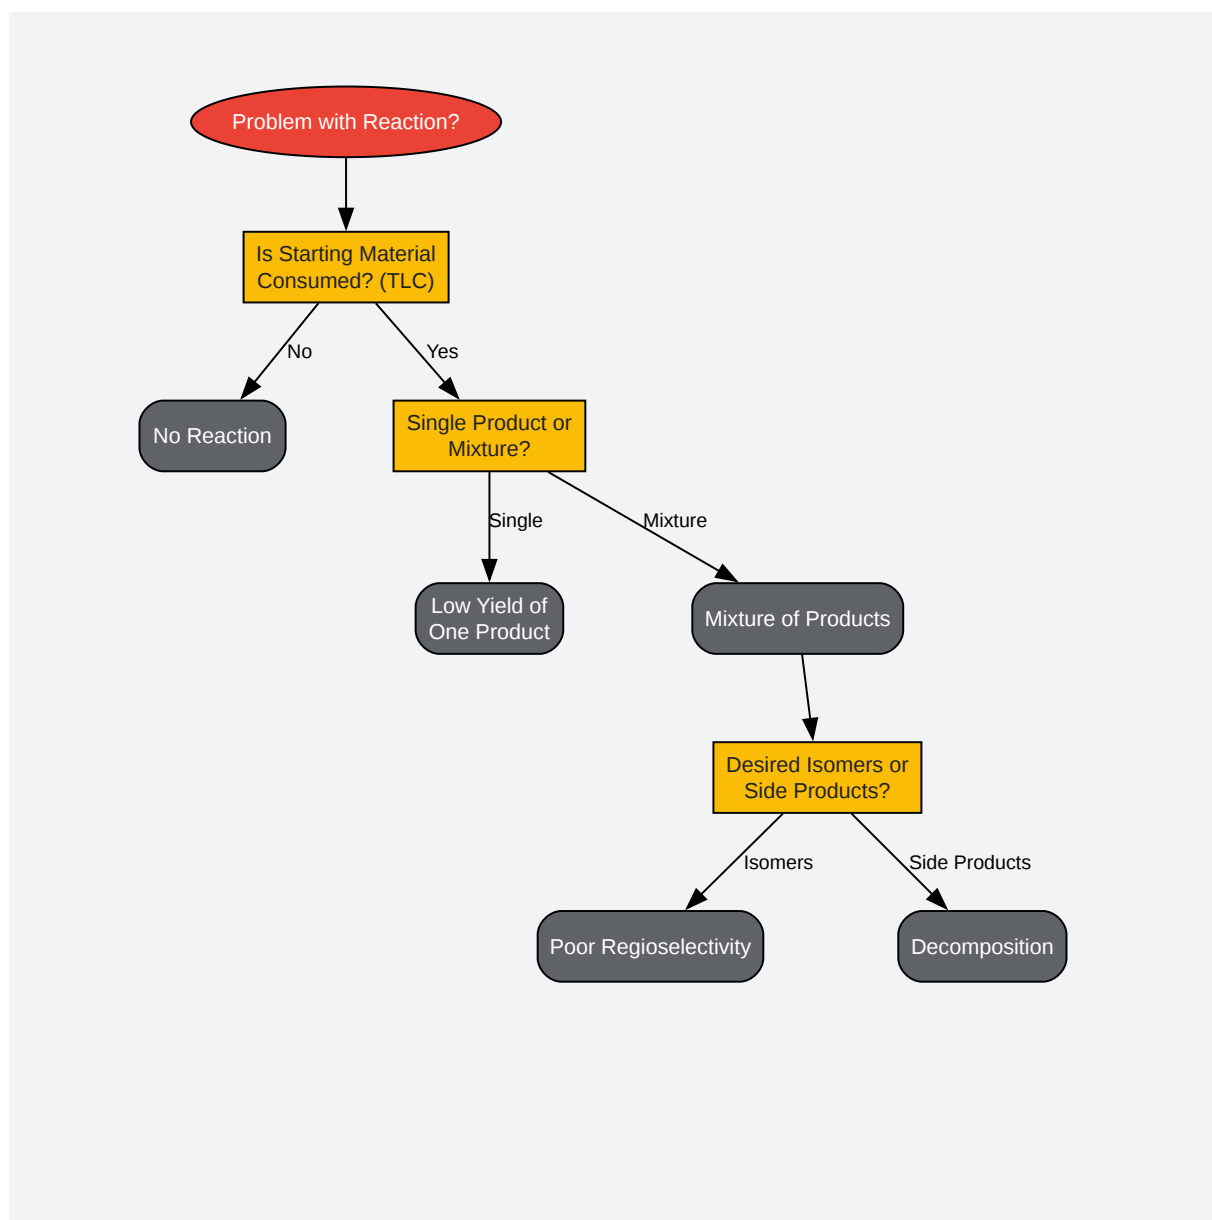 Problem with Reaction?
Is Starting Material
Consumed? (TLC)
No
Yes
No Reaction
Single Product or
Mixture?
Single
Mixture
Low Yield of
One Product
Mixture of Products
Desired Isomers or
Side Products?
Isomers
Side Products
Poor Regioselectivity
Decomposition